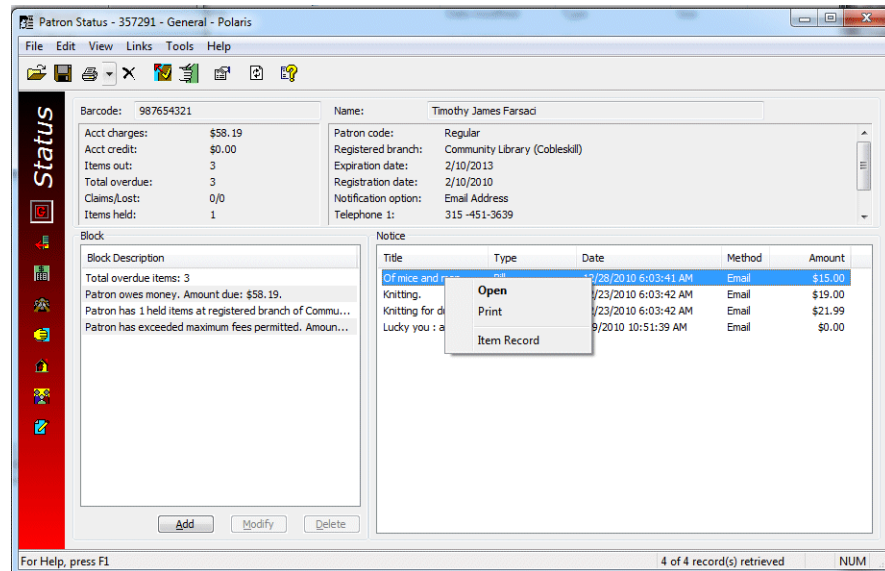 Patron Status - 357291 - General - Polaris
File Edit View Links Tools Help
Status
Barcode: 987654321 Name: Timothy James Farsaci
Acct charges: $58.19 Patron code: Regular
Acct credit: $0.00 Registered branch: Community Library (Cobleskill)
Items out: 3 Expiration date: 2/10/2013
Total overdue: 3 Registration date: 2/10/2010
Claims/Lost: 0/0 Notification option: Email Address
Items held: 1 Telephone 1: 315 -451-3639
Block Notice
Block Description Title Type Date Method Amount
Total overdue items: 3 Of mice and men Bill 12/28/2010 6:03:41 AM Email $15.00
Patron owes money. Amount due: $58.19. Knitting. /23/2010 6:03:42 AM Email $19.00
Patron has 1 held items at registered branch of Commu... Knitting for du /23/2010 6:03:42 AM Email $21.99
Patron has exceeded maximum fees permitted. Amoun... Lucky you : a 9/2010 10:51:39 AM Email $0.00
Open
Print
Item Record
Add Modify Delete
For Help, press F1 4 of 4 record(s) retrieved NUM